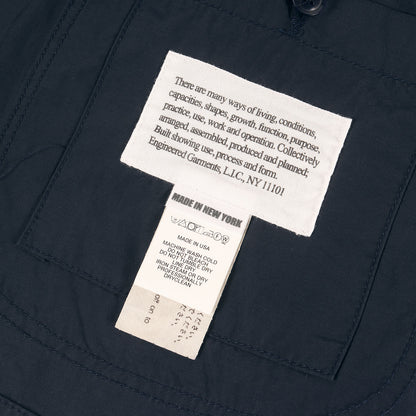 There are many ways of living, conditions,
capacities, shapes, growth, function, purpose,
practice, use, work and operation. Collectively
arranged, assembled, produced and planned;
Built showing use, process and form.
Engineered Garments, L.I.C, NY 11101
MADE IN NEW YORK
MADE IN USA
MACHINE WASH COLD
DO NOT BLEACH
DO NOT TUMBLE DRY
LINE DRY
IRON STEAM OR DRY
PROFESSIONALLY
DRYCLEAN